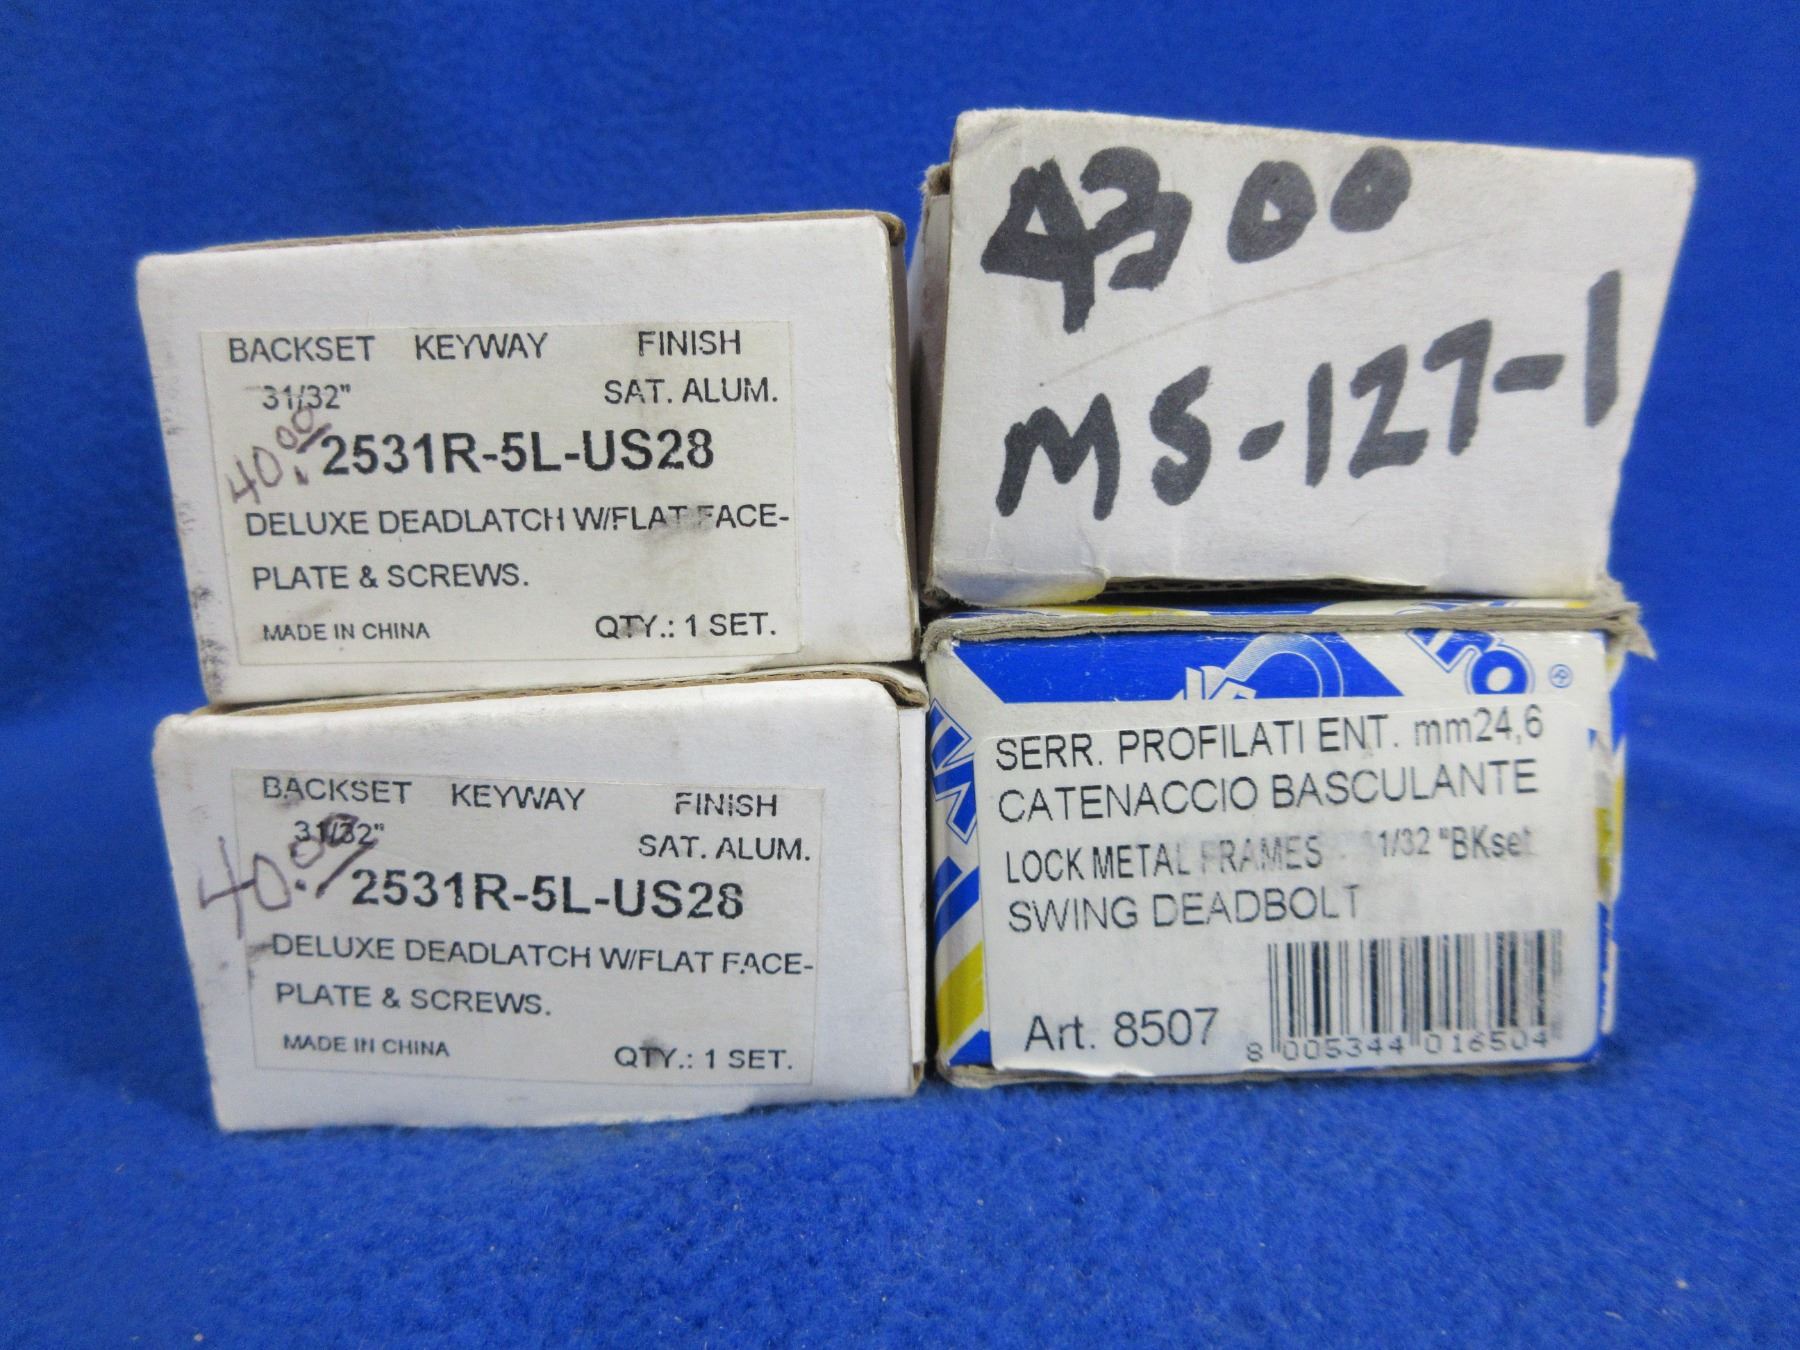 BACKSET KEYWAY FINISH
31/32" SAT. ALUM.
40.00
2531R-5L-US28
DELUXE DEADLATCH W/FLAT FACE-
PLATE & SCREWS.
MADE IN CHINA QTY.: 1 SET.
BACKSET KEYWAY FINISH
31/32" SAT. ALUM.
40.00
2531R-5L-US28
DELUXE DEADLATCH W/FLAT FACE-
PLATE & SCREWS.
MADE IN CHINA QTY.: 1 SET.
4300
MS-127-1
®
SERR. PROFILATI ENT. mm24,6
CATENACCIO BASCULANTE
LOCK METAL FRAMES 1/32 "BKset
SWING DEADBOLT
Art. 8507
8 005344 016504